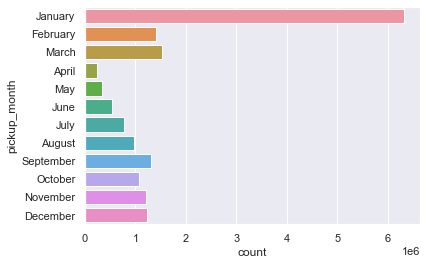 January
February
March
April
May
June
July
August
September
October
November
December
pickup_month
0 1 2 3 4 5 6
1e6
count